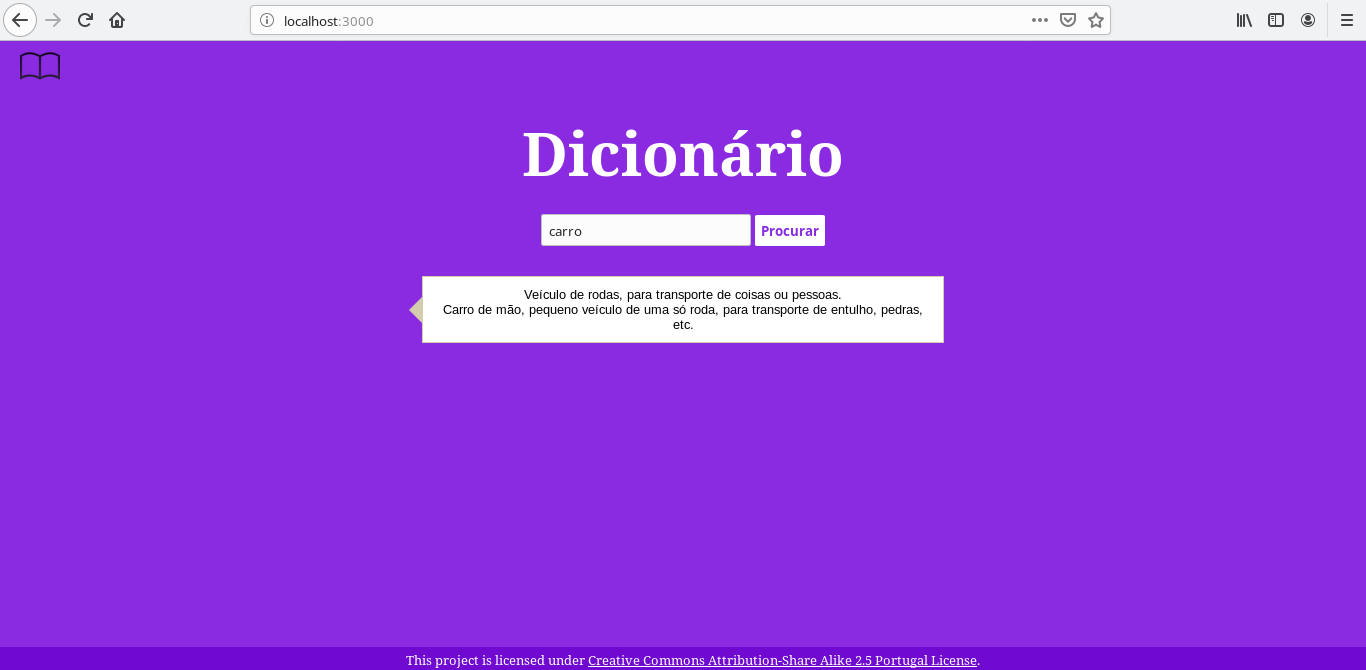 localhost:3000
Dicionário
carro Procurar
Veículo de rodas, para transporte de coisas ou pessoas.
Carro de mão, pequeno veículo de uma só roda, para transporte de entulho, pedras,
etc.
This project is licensed under Creative Commons Attribution-Share Alike 2.5 Portugal License.